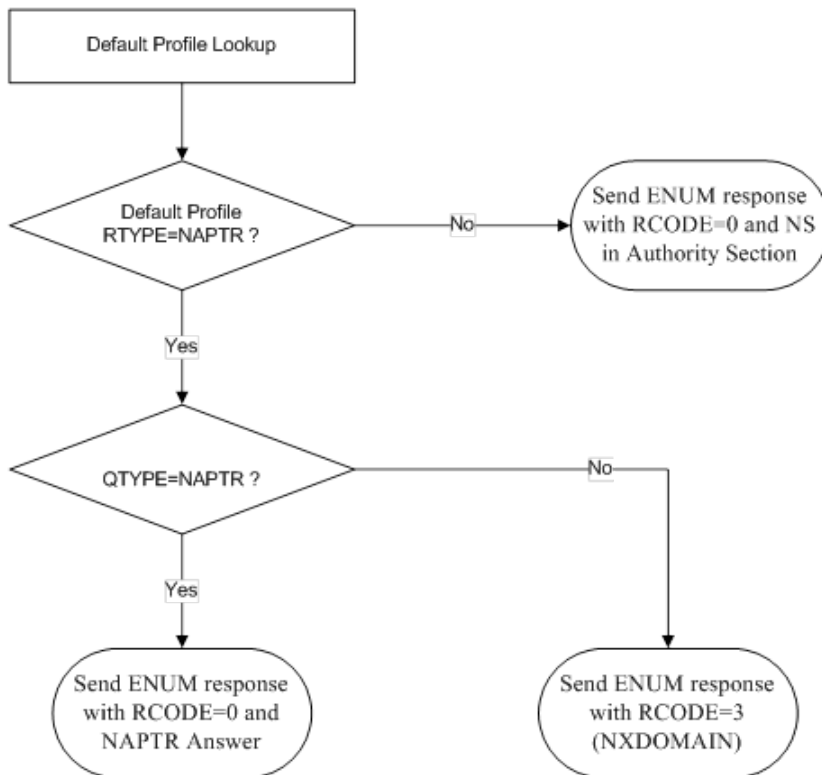 Default Profile Lookup
Default Profile
RTYPE=NAPTR ?
No
Send ENUM response
with RCODE=0 and NS
in Authority Section
Yes
QTYPE=NAPTR ?
No
Yes
Send ENUM response
with RCODE=0 and
NAPTR Answer
Send ENUM response
with RCODE=3
(NXDOMAIN)